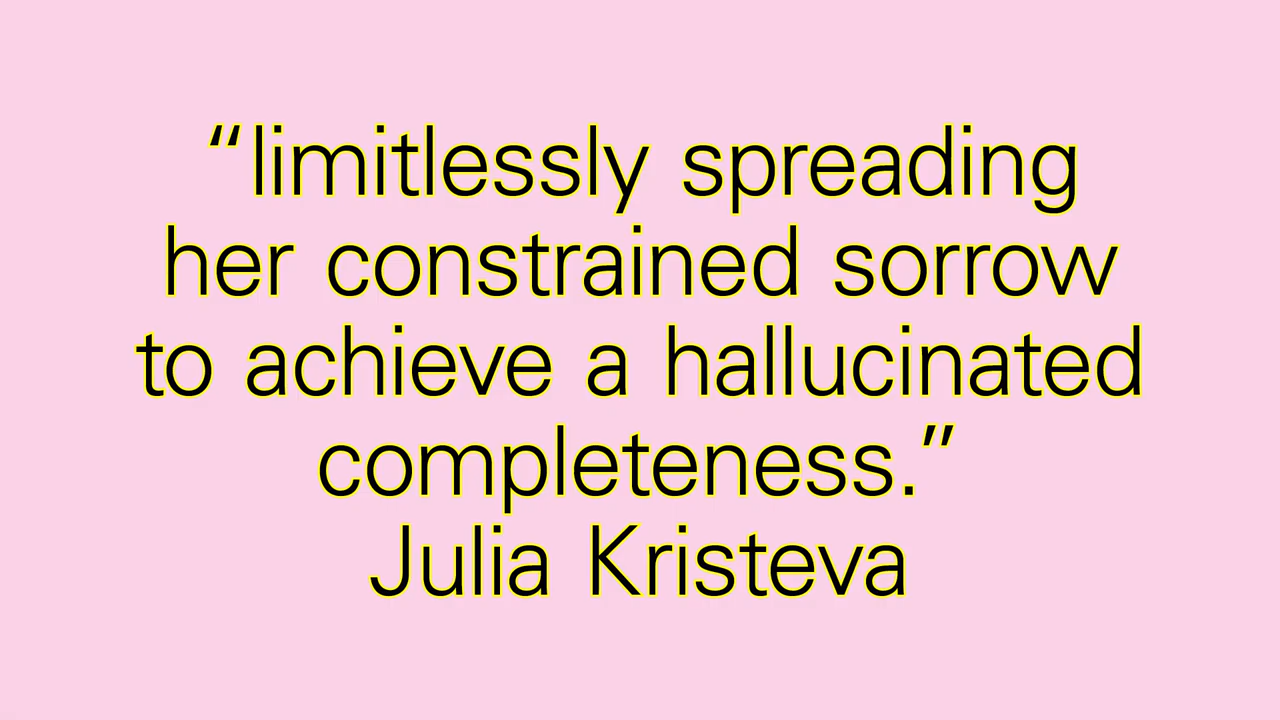 “limitlessly spreading
her constrained sorrow
to achieve a hallucinated
completeness.”
Julia Kristeva